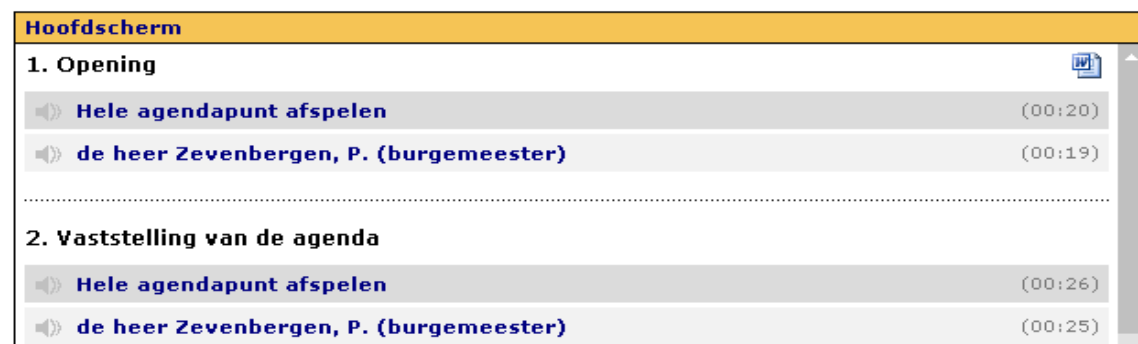 Hoofdscherm
1. Opening
Hele agendapunt afspelen (00:20)
de heer Zevenbergen, P. (burgemeester) (00:19)
2. Vaststelling van de agenda
Hele agendapunt afspelen (00:26)
de heer Zevenbergen, P. (burgemeester) (00:25)